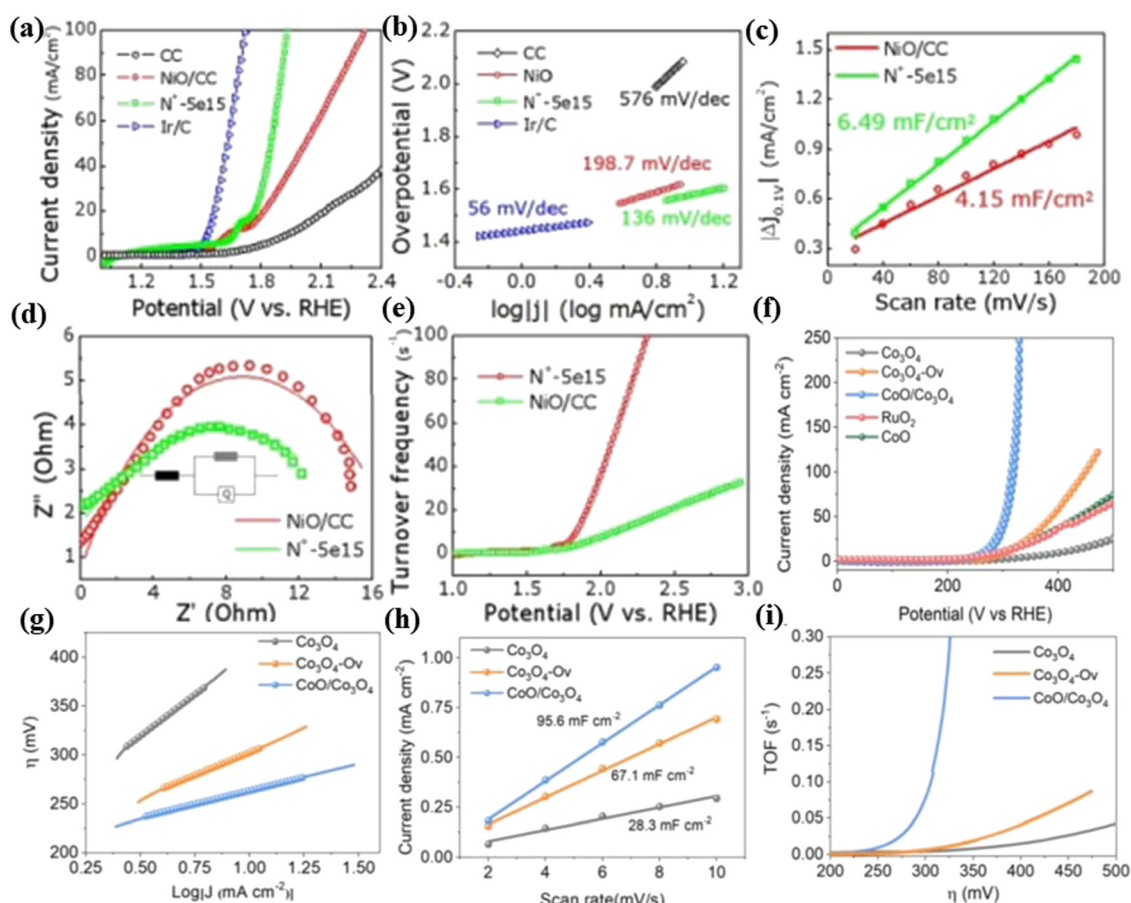 (a)
100
80
60
40
20
0
1.2
1.5
1.8
2.1
2.4
Current density (mA/cm²)
Potential (V vs. RHE)
CC
NiO/CC
N⁺-5e15
Ir/C
(b)
2.2
2.0
1.8
1.6
1.4
-0.4
0.0
0.4
0.8
1.2
Overpotential (V)
log|j| (log mA/cm²)
CC
NiO
N⁺-5e15
Ir/C
576 mV/dec
198.7 mV/dec
56 mV/dec
136 mV/dec
(c)
1.5
1.2
0.9
0.6
0.3
0
40
80
120
160
200
|Δj0.1V| (mA/cm²)
Scan rate (mV/s)
NiO/CC
N⁺-5e15
6.49 mF/cm²
4.15 mF/cm²
(d)
6
5
4
3
2
1
0
4
8
12
16
Z" (Ohm)
Z' (Ohm)
Q
NiO/CC
N⁺-5e15
(e)
100
80
60
40
20
0
1.0
1.5
2.0
2.5
3.0
Turnover frequency (s⁻¹)
Potential (V vs. RHE)
N⁺-5e15
NiO/CC
(f)
250
200
150
100
50
0
0
200
400
Current density (mA cm⁻²)
Potential (V vs RHE)
Co₃O₄
Co₃O₄-Ov
CoO/Co₃O₄
RuO₂
CoO
(g)
400
350
300
250
200
0.25
0.50
0.75
1.00
1.25
1.50
η (mV)
Log[J (mA cm⁻²)]
Co₃O₄
Co₃O₄-Ov
CoO/Co₃O₄
(h)
1.00
0.75
0.50
0.25
0.00
2
4
6
8
10
Current density (mA cm⁻²)
Scan rate(mV/s)
Co₃O₄
Co₃O₄-Ov
CoO/Co₃O₄
95.6 mF cm⁻²
67.1 mF cm⁻²
28.3 mF cm⁻²
(i)
0.30
0.25
0.20
0.15
0.10
0.05
0.00
200
250
300
350
400
450
500
TOF (s⁻¹)
η (mV)
Co₃O₄
Co₃O₄-Ov
CoO/Co₃O₄